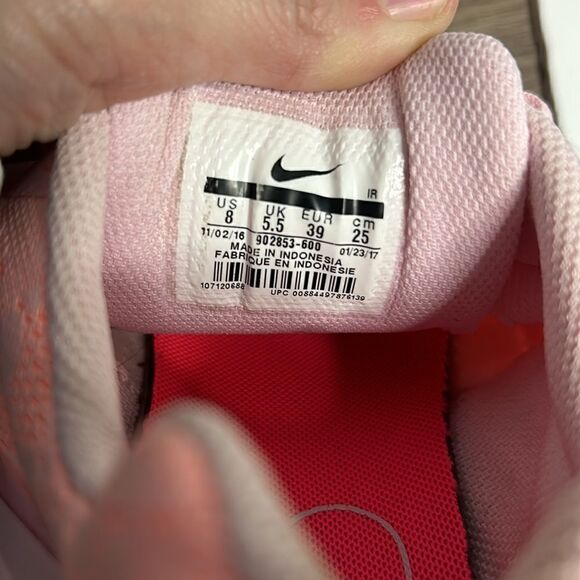 IR
US UK EUR cm
8 5.5 39 25
11/02/16 902853-600 01/23/17
MADE IN INDONESIA
FABRIQUE EN INDONESIE
107120688
UPC 00884497876139